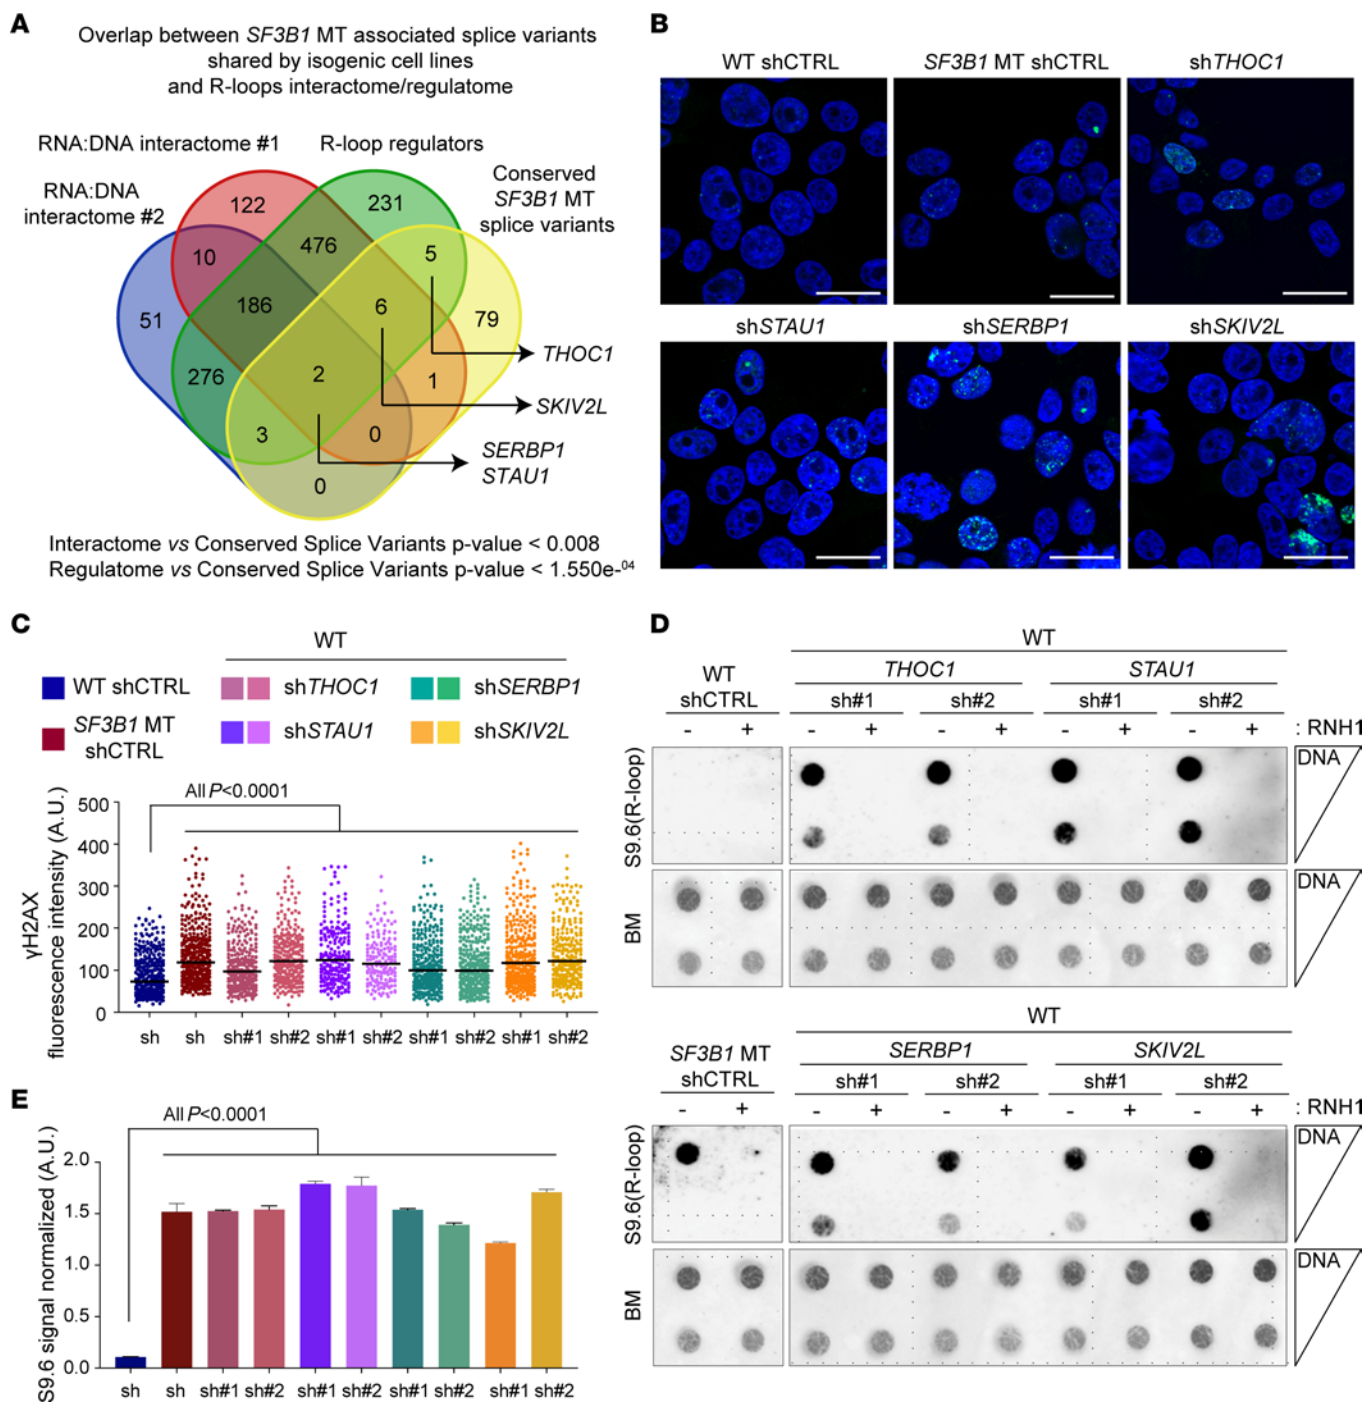 A
Overlap between SF3B1 MT associated splice variants
shared by isogenic cell lines
and R-loops interactome/regulatome
RNA:DNA interactome #1
R-loop regulators
RNA:DNA
interactome #2
Conserved
SF3B1 MT
splice variants
122
231
10
476
5
51
186
6
79
THOC1
276
2
1
SKIV2L
3
0
SERBP1
STAU1
0
Interactome vs Conserved Splice Variants p-value < 0.008
Regulatome vs Conserved Splice Variants p-value < 1.550e-04
B
WT shCTRL
SF3B1 MT shCTRL
shTHOC1
shSTAU1
shSERBP1
shSKIV2L
C
WT
WT shCTRL
shTHOC1
shSERBP1
SF3B1 MT
shCTRL
shSTAU1
shSKIV2L
All P<0.0001
γH2AX
fluorescence intensity (A.U.)
500
400
300
200
100
0
sh sh sh#1 sh#2 sh#1 sh#2 sh#1 sh#2 sh#1 sh#2
D
WT
WT
shCTRL
THOC1 STAU1
sh#1 sh#2 sh#1 sh#2
- + - + - + - + - + : RNH1
S9.6(R-loop)
DNA
BM
DNA
WT
SF3B1 MT
shCTRL
SERBP1 SKIV2L
sh#1 sh#2 sh#1 sh#2
- + - + - + - + - + : RNH1
S9.6(R-loop)
DNA
BM
DNA
E
All P<0.0001
S9.6 signal normalized (A.U.)
2.0
1.5
1.0
0.5
0.0
sh sh sh#1 sh#2 sh#1 sh#2 sh#1 sh#2 sh#1 sh#2